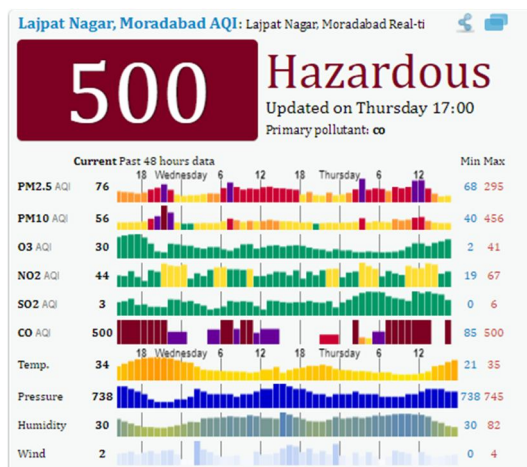 Lajpat Nagar, Moradabad AQI: Lajpat Nagar, Moradabad Real-ti
500
Hazardous
Updated on Thursday 17:00
Primary pollutant: co
Current Past 48 hours data Min Max
18 Wednesday 6 12 18 Thursday 6 12
PM2.5 AQI 76 68 295
PM10 AQI 56 40 456
O3 AQI 30 2 41
NO2 AQI 44 19 67
SO2 AQI 3 0 6
CO AQI 500 85 500
18 Wednesday 6 12 18 Thursday 6 12
Temp. 34 21 35
Pressure 738 738 745
Humidity 30 30 82
Wind 2 0 4